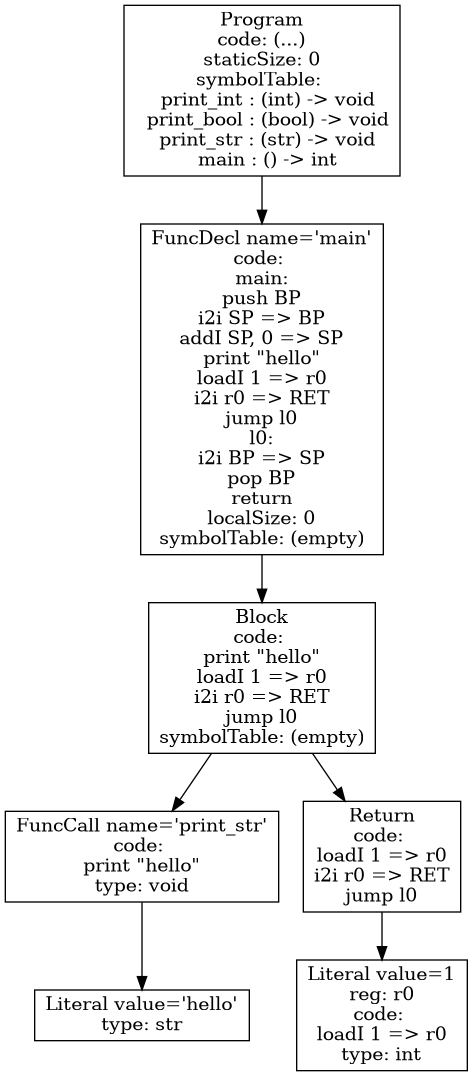 Program
code: (...)
staticSize: 0
symbolTable:
print_int : (int) -> void
print_bool : (bool) -> void
print_str : (str) -> void
main : () -> int
FuncDecl name='main'
code:
main:
push BP
i2i SP => BP
addI SP, 0 => SP
print "hello"
loadI 1 => r0
i2i r0 => RET
jump l0
l0:
i2i BP => SP
pop BP
return
localSize: 0
symbolTable: (empty)
Block
code:
print "hello"
loadI 1 => r0
i2i r0 => RET
jump l0
symbolTable: (empty)
FuncCall name='print_str'
code:
print "hello"
type: void
Return
code:
loadI 1 => r0
i2i r0 => RET
jump l0
Literal value='hello'
type: str
Literal value=1
reg: r0
code:
loadI 1 => r0
type: int